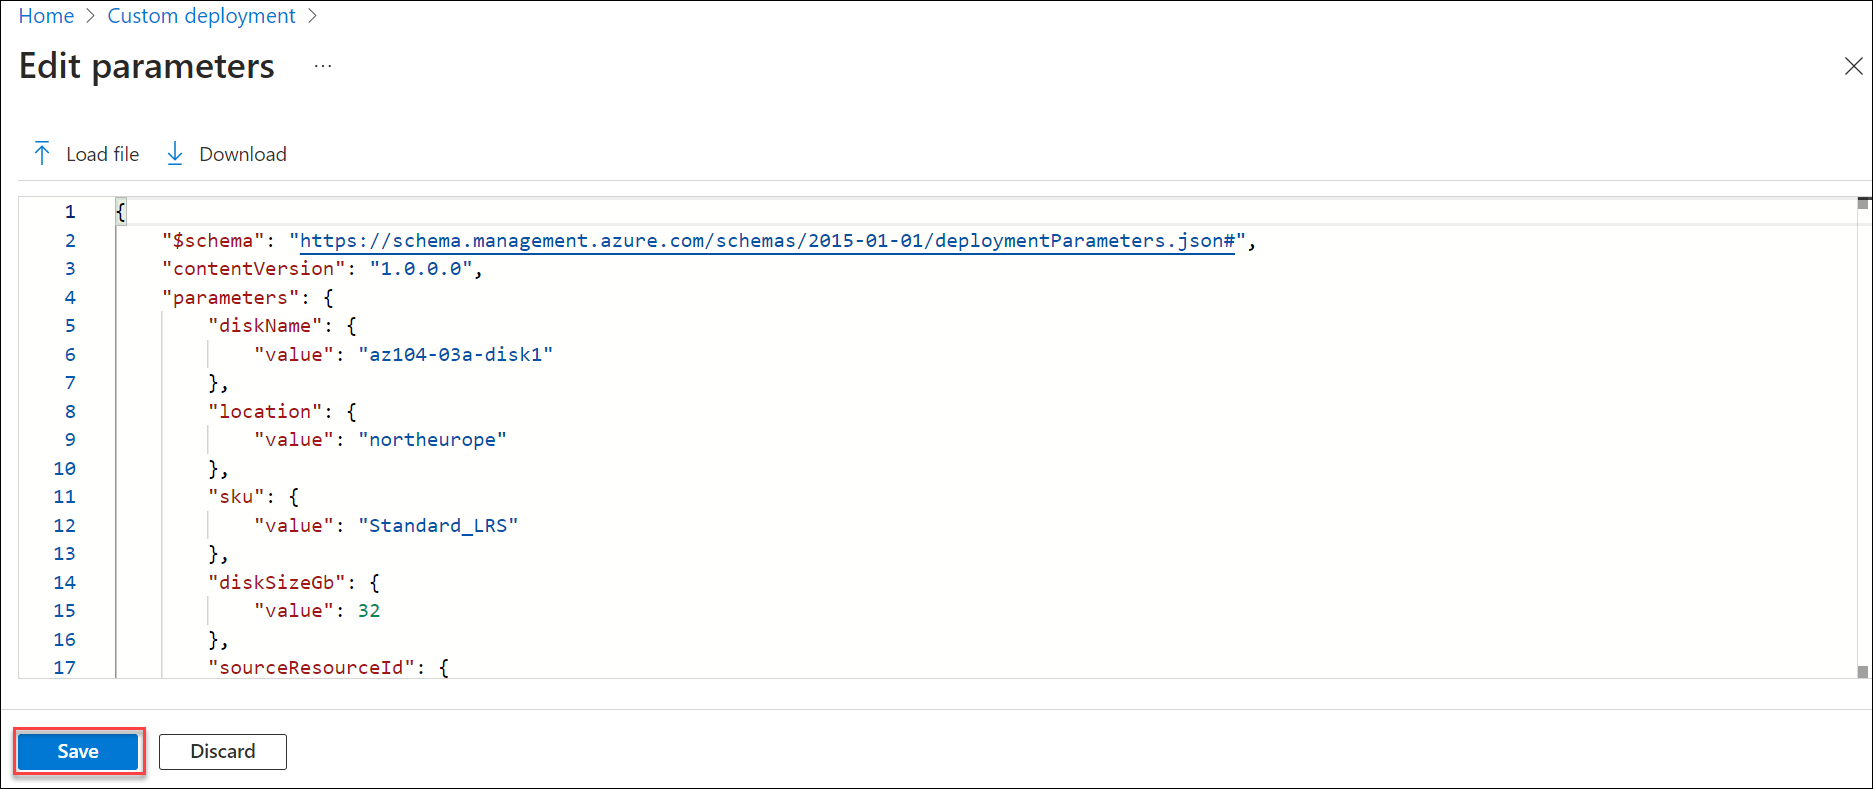 Home > Custom deployment >
Edit parameters ...
Load file Download
1 {
2 "$schema": "https://schema.management.azure.com/schemas/2015-01-01/deploymentParameters.json#",
3 "contentVersion": "1.0.0.0",
4 "parameters": {
5 "diskName": {
6 "value": "az104-03a-disk1"
7 },
8 "location": {
9 "value": "northeurope"
10 },
11 "sku": {
12 "value": "Standard_LRS"
13 },
14 "diskSizeGb": {
15 "value": 32
16 },
17 "sourceResourceId": {
Save Discard